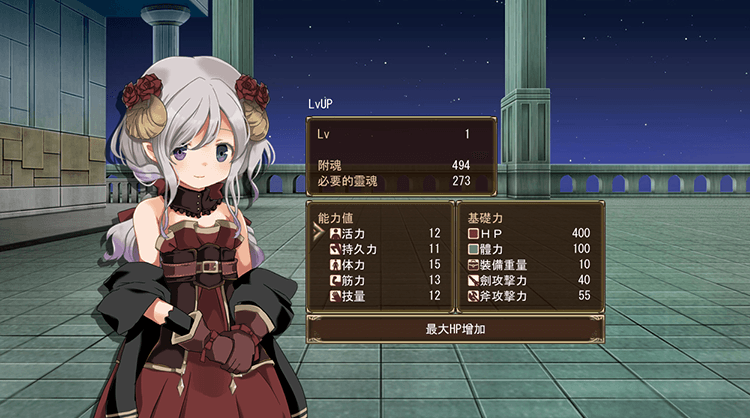 LvUP
Lv 1
附魂 494
必要的靈魂 273
能力値
活力 12
持久力 11
体力 15
筋力 13
技量 12
基礎力
HP 400
體力 100
裝備重量 10
劍攻擊力 40
斧攻擊力 55
最大HP增加